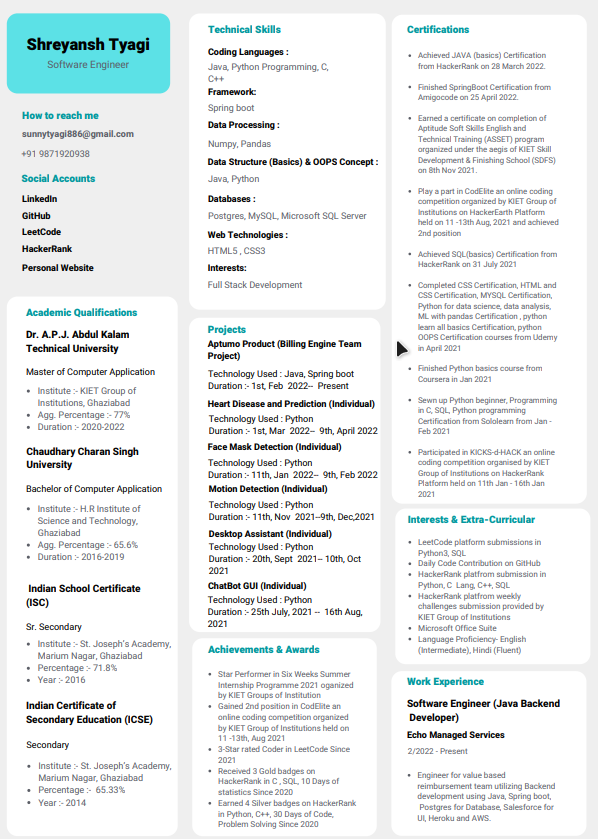 Shreyansh Tyagi
Software Engineer
How to reach me
sunnytyagi886@gmail.com
+91 9871920938
Social Accounts
LinkedIn
GitHub
LeetCode
HackerRank
Personal Website
Academic Qualifications
Dr. A.P.J. Abdul Kalam
Technical University
Master of Computer Application
• Institute :- KIET Group of
Institutions, Ghaziabad
• Agg. Percentage :- 77%
• Duration :- 2020-2022
Chaudhary Charan Singh
University
Bachelor of Computer Application
• Institute :- H.R Institute of
Science and Technology,
Ghaziabad
• Agg. Percentage :- 65.6%
• Duration :- 2016-2019
Indian School Certificate
(ISC)
Sr. Secondary
• Institute :- St. Joseph's Academy,
Marium Nagar, Ghaziabad
• Percentage :- 71.8%
• Year :- 2016
Indian Certificate of
Secondary Education (ICSE)
Secondary
• Institute :- St. Joseph's Academy,
Marium Nagar, Ghaziabad
• Percentage :- 65.33%
• Year :- 2014
Technical Skills
Coding Languages :
Java, Python Programming, C,
C++
Framework:
Spring boot
Data Processing :
Numpy, Pandas
Data Structure (Basics) & OOPS Concept :
Java, Python
Databases :
Postgres, MySQL, Microsoft SQL Server
Web Technologies :
HTML5 , CSS3
Interests:
Full Stack Development
Projects
Aptumo Product (Billing Engine Team
Project)
Technology Used : Java, Spring boot
Duration :- 1st, Feb 2022-- Present
Heart Disease and Prediction (Individual)
Technology Used : Python
Duration :- 1st, Mar 2022-- 9th, April 2022
Face Mask Detection (Individual)
Technology Used : Python
Duration :- 11th, Jan 2022-- 9th, Feb 2022
Motion Detection (Individual)
Technology Used : Python
Duration :- 11th, Nov 2021--9th, Dec,2021
Desktop Assistant (Individual)
Technology Used : Python
Duration :- 20th, Sept 2021-- 10th, Oct
2021
ChatBot GUI (Individual)
Technology Used : Python
Duration :- 25th July, 2021 -- 16th Aug,
2021
Achievements & Awards
• Star Performer in Six Weeks Summer
Internship Programme 2021 oganized
by KIET Groups of Institution
• Gained 2nd position in CodElite an
online coding competition organized
by KIET Groups of Institutions held on
11 -13th, Aug 2021
• 3-Star rated Coder in LeetCode Since
2021
• Received 3 Gold badges on
HackerRank in C , SQL, 10 Days of
statistics Since 2020
• Earned 4 Silver badges on HackerRank
in Python, C++, 30 Days of Code,
Problem Solving Since 2020
Certifications
• Achieved JAVA (basics) Certification
from HackerRank on 28 March 2022.
• Finished SpringBoot Certification from
Amigocode on 25 April 2022.
• Earned a certificate on completion of
Aptitude Soft Skills English and
Technical Training (ASSET) program
organized under the aegis of KIET Skill
Development & Finishing School (SDFS)
on 8th Nov 2021.
• Play a part in CodElite an online coding
competition organized by KIET Group of
Institutions on HackerEarth Platform
held on 11 -13th Aug, 2021 and achieved
2nd position
• Achieved SQL(basics) Certification from
HackerRank on 31 July 2021
• Completed CSS Certification, HTML and
CSS Certification, MYSQL Certification,
Python for data science, data analysis,
ML with pandas Certification , python
learn all basics Certification, python
OOPS Certification courses from Udemy
in April 2021
• Finished Python basics course from
Coursera in Jan 2021
• Sewn up Python beginner, Programming
in C, SQL, Python programming
Certification from Sololearn from Jan -
Feb 2021
• Participated in KICKS-d-HACK an online
coding competition organised by KIET
Group of Institutions on HackerRank
Platform held on 11th Jan - 16th Jan
2021
Interests & Extra-Curricular
• LeetCode platform submissions in
Python3, SQL
• Daily Code Contribution on GitHub
• HackerRank platfrom submission in
Python, C Lang, C++, SQL
• HackerRank platfrom weekly
challenges submission provided by
KIET Group of Institutions
• Microsoft Office Suite
• Language Proficiency- English
(Intermediate), Hindi (Fluent)
Work Experience
Software Engineer (Java Backend
Developer)
Echo Managed Services
2/2022 - Present
• Engineer for value based
reimbursement team utilizing Backend
development using Java, Spring boot,
Postgres for Database, Salesforce for
UI, Heroku and AWS.